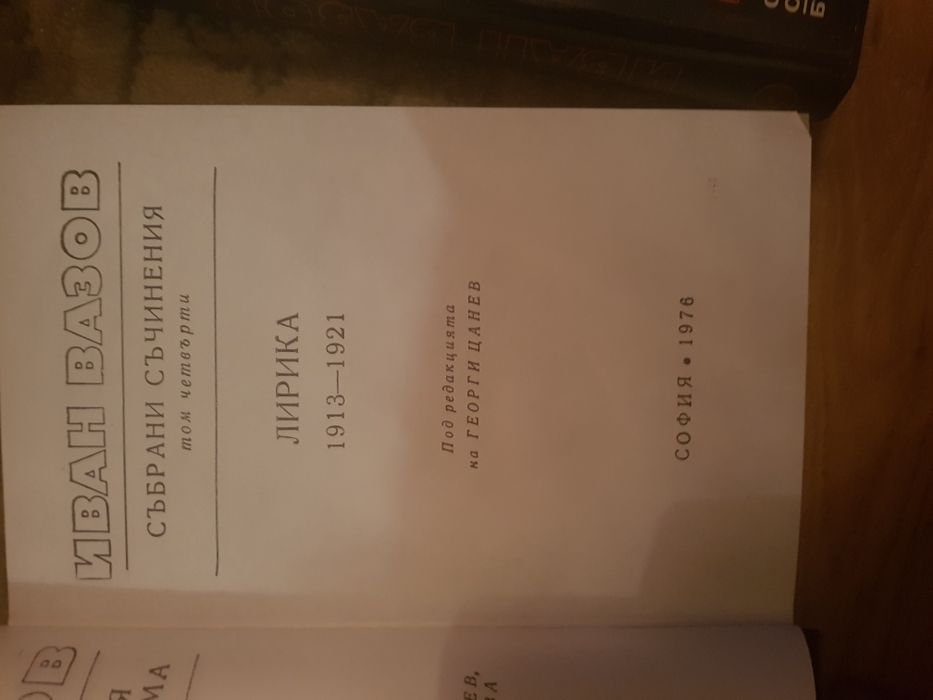 ИВАН ВАЗОВ
СЪБРАНИ СЪЧИНЕНИЯ
том четвърти
ЛИРИКА
1913—1921
Под редакцията
на ГЕОРГИ ЦАНЕВ
СОФИЯ • 1976